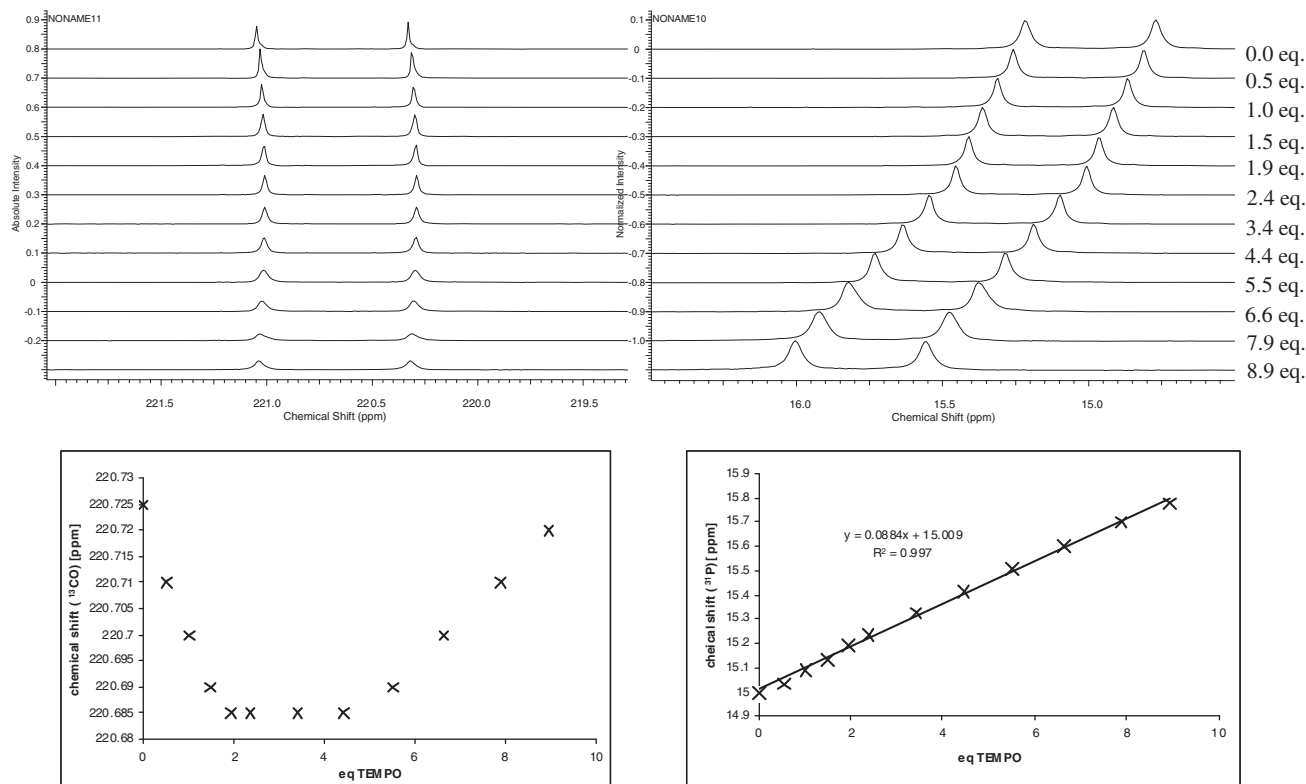 NONAME11
0.9
0.8
0.7
0.6
0.5
0.4
0.3
0.2
0.1
0
-0.1
-0.2
Absolute Intensity
221.5
221.0
220.5
220.0
219.5
Chemical Shift (ppm)
NONAME10
0.1
0
-0.1
-0.2
-0.3
-0.4
-0.5
-0.6
-0.7
-0.8
-0.9
-1.0
Normalized Intensity
16.0
15.5
15.0
Chemical Shift (ppm)
0.0 eq.
0.5 eq.
1.0 eq.
1.5 eq.
1.9 eq.
2.4 eq.
3.4 eq.
4.4 eq.
5.5 eq.
6.6 eq.
7.9 eq.
8.9 eq.
220.73
220.725
220.72
220.715
220.71
220.705
220.7
220.695
220.69
220.685
220.68
chemical shift (¹³CO) [ppm]
0 2 4 6 8 10
eq TEMPO
15.9
15.8
15.7
15.6
15.5
15.4
15.3
15.2
15.1
15
14.9
cheical shift (³¹P) [ppm]
y = 0.0884x + 15.009
R² = 0.997
0 2 4 6 8 10
eq TEMPO